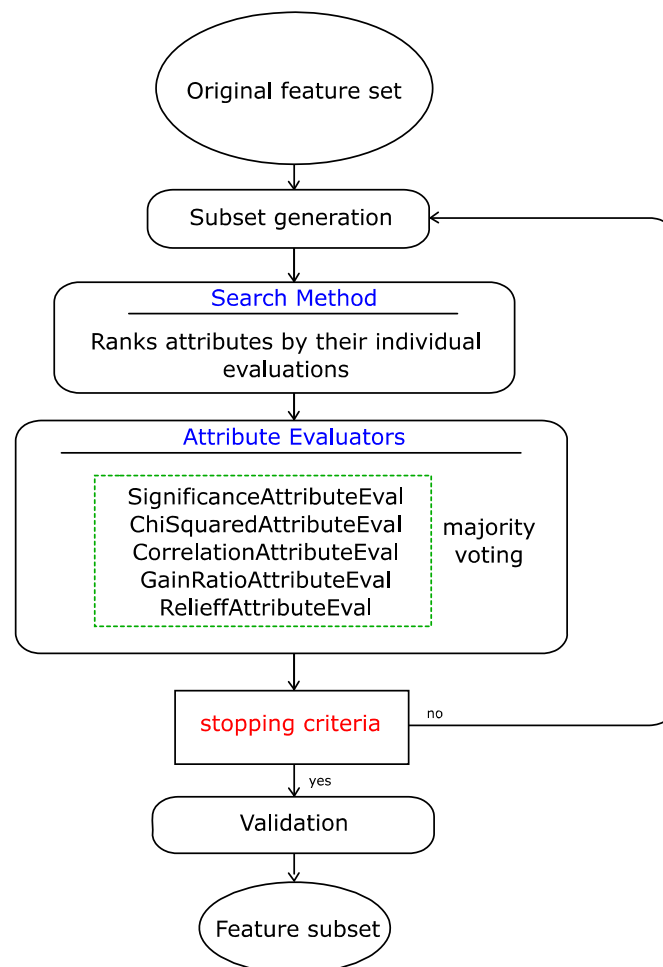 Original feature set
Subset generation
Search Method
Ranks attributes by their individual
evaluations
Attribute Evaluators
SignificanceAttributeEval
ChiSquaredAttributeEval
CorrelationAttributeEval
GainRatioAttributeEval
RelieffAttributeEval
majority
voting
stopping criteria
no
yes
Validation
Feature subset